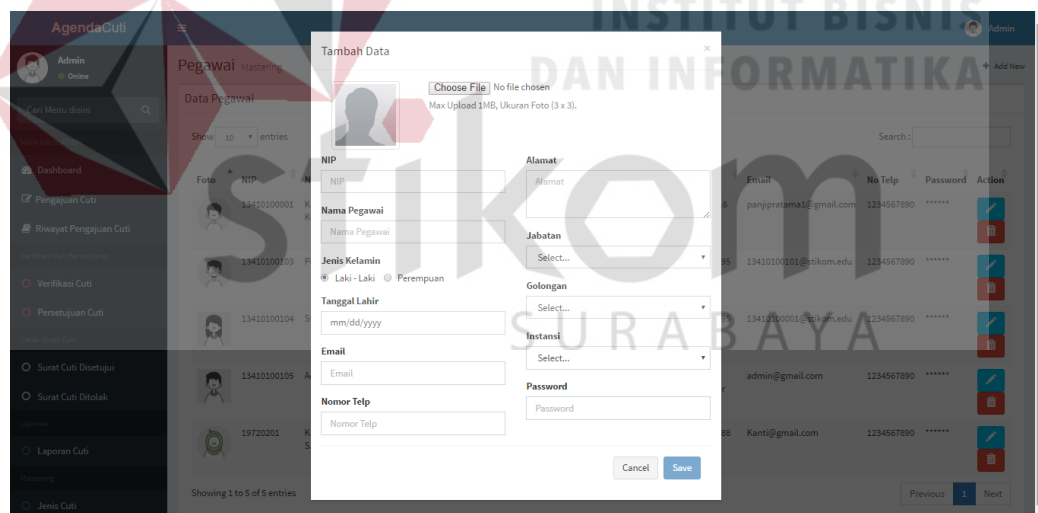 INSTITUT BISNIS
DAN INFORMATIKA
stikom
SURABAYA
AgendaCuti
Admin
Admin
Online
Cari Menu disini
Dashboard
Pengajuan Cuti
Riwayat Pengajuan Cuti
Verifikasi Cuti
Persetujuan Cuti
Cetak Surat Cuti
Surat Cuti Disetujui
Surat Cuti Ditolak
Laporan
Laporan Cuti
Mastering
Jenis Cuti
Pegawai Mastering
+ Add New
Data Pegawai
Show 10 entries
Search :
Foto NIP Email No Telp Password Action
13410100001 panjipratama1@gmail.com 1234567890 ******
13410100103 13410100101@stikom.edu 1234567890 ******
13410100104 13410100001@stikom.edu 1234567890 ******
13410100105 admin@gmail.com 1234567890 ******
19720201 Kanti@gmail.com 1234567890 ******
Showing 1 to 5 of 5 entries
Previous 1 Next
Tambah Data ×
Choose File No file chosen
Max Upload 1MB, Ukuran Foto (3 x 3).
NIP
NIP
Nama Pegawai
Nama Pegawai
Jenis Kelamin
Laki - Laki Perempuan
Tanggal Lahir
mm/dd/yyyy
Email
Email
Nomor Telp
Nomor Telp
Alamat
Alamat
Jabatan
Select...
Golongan
Select...
Instansi
Select...
Password
Password
Cancel Save